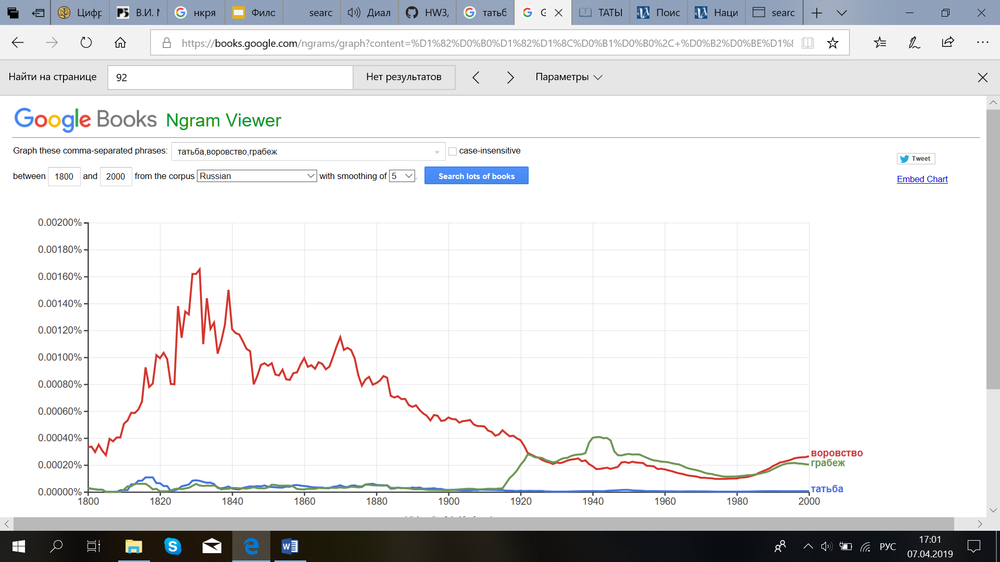 Цифр
В.И. М
нкря
Фило
searc
Диал
HW3,
татьб
G
ТАТЫ
Поис
Наци
searc
https://books.google.com/ngrams/graph?content=%D1%82%D0%B0%D1%82%D1%8C%D0%B1%D0%B0%2C+%D0%B2%D0%BE%D1%8
Найти на странице
92
Нет результатов
Параметры
Google Books Ngram Viewer
Graph these comma-separated phrases: татьба,воровство,грабеж case-insensitive
Tweet
between 1800 and 2000 from the corpus Russian with smoothing of 5 . Search lots of books
Embed Chart
0.00200%
0.00180%
0.00160%
0.00140%
0.00120%
0.00100%
0.00080%
0.00060%
0.00040%
0.00020%
0.00000%
воровство
грабеж
татьба
1800 1820 1840 1860 1880 1900 1920 1940 1960 1980 2000
РУС
17:01
07.04.2019